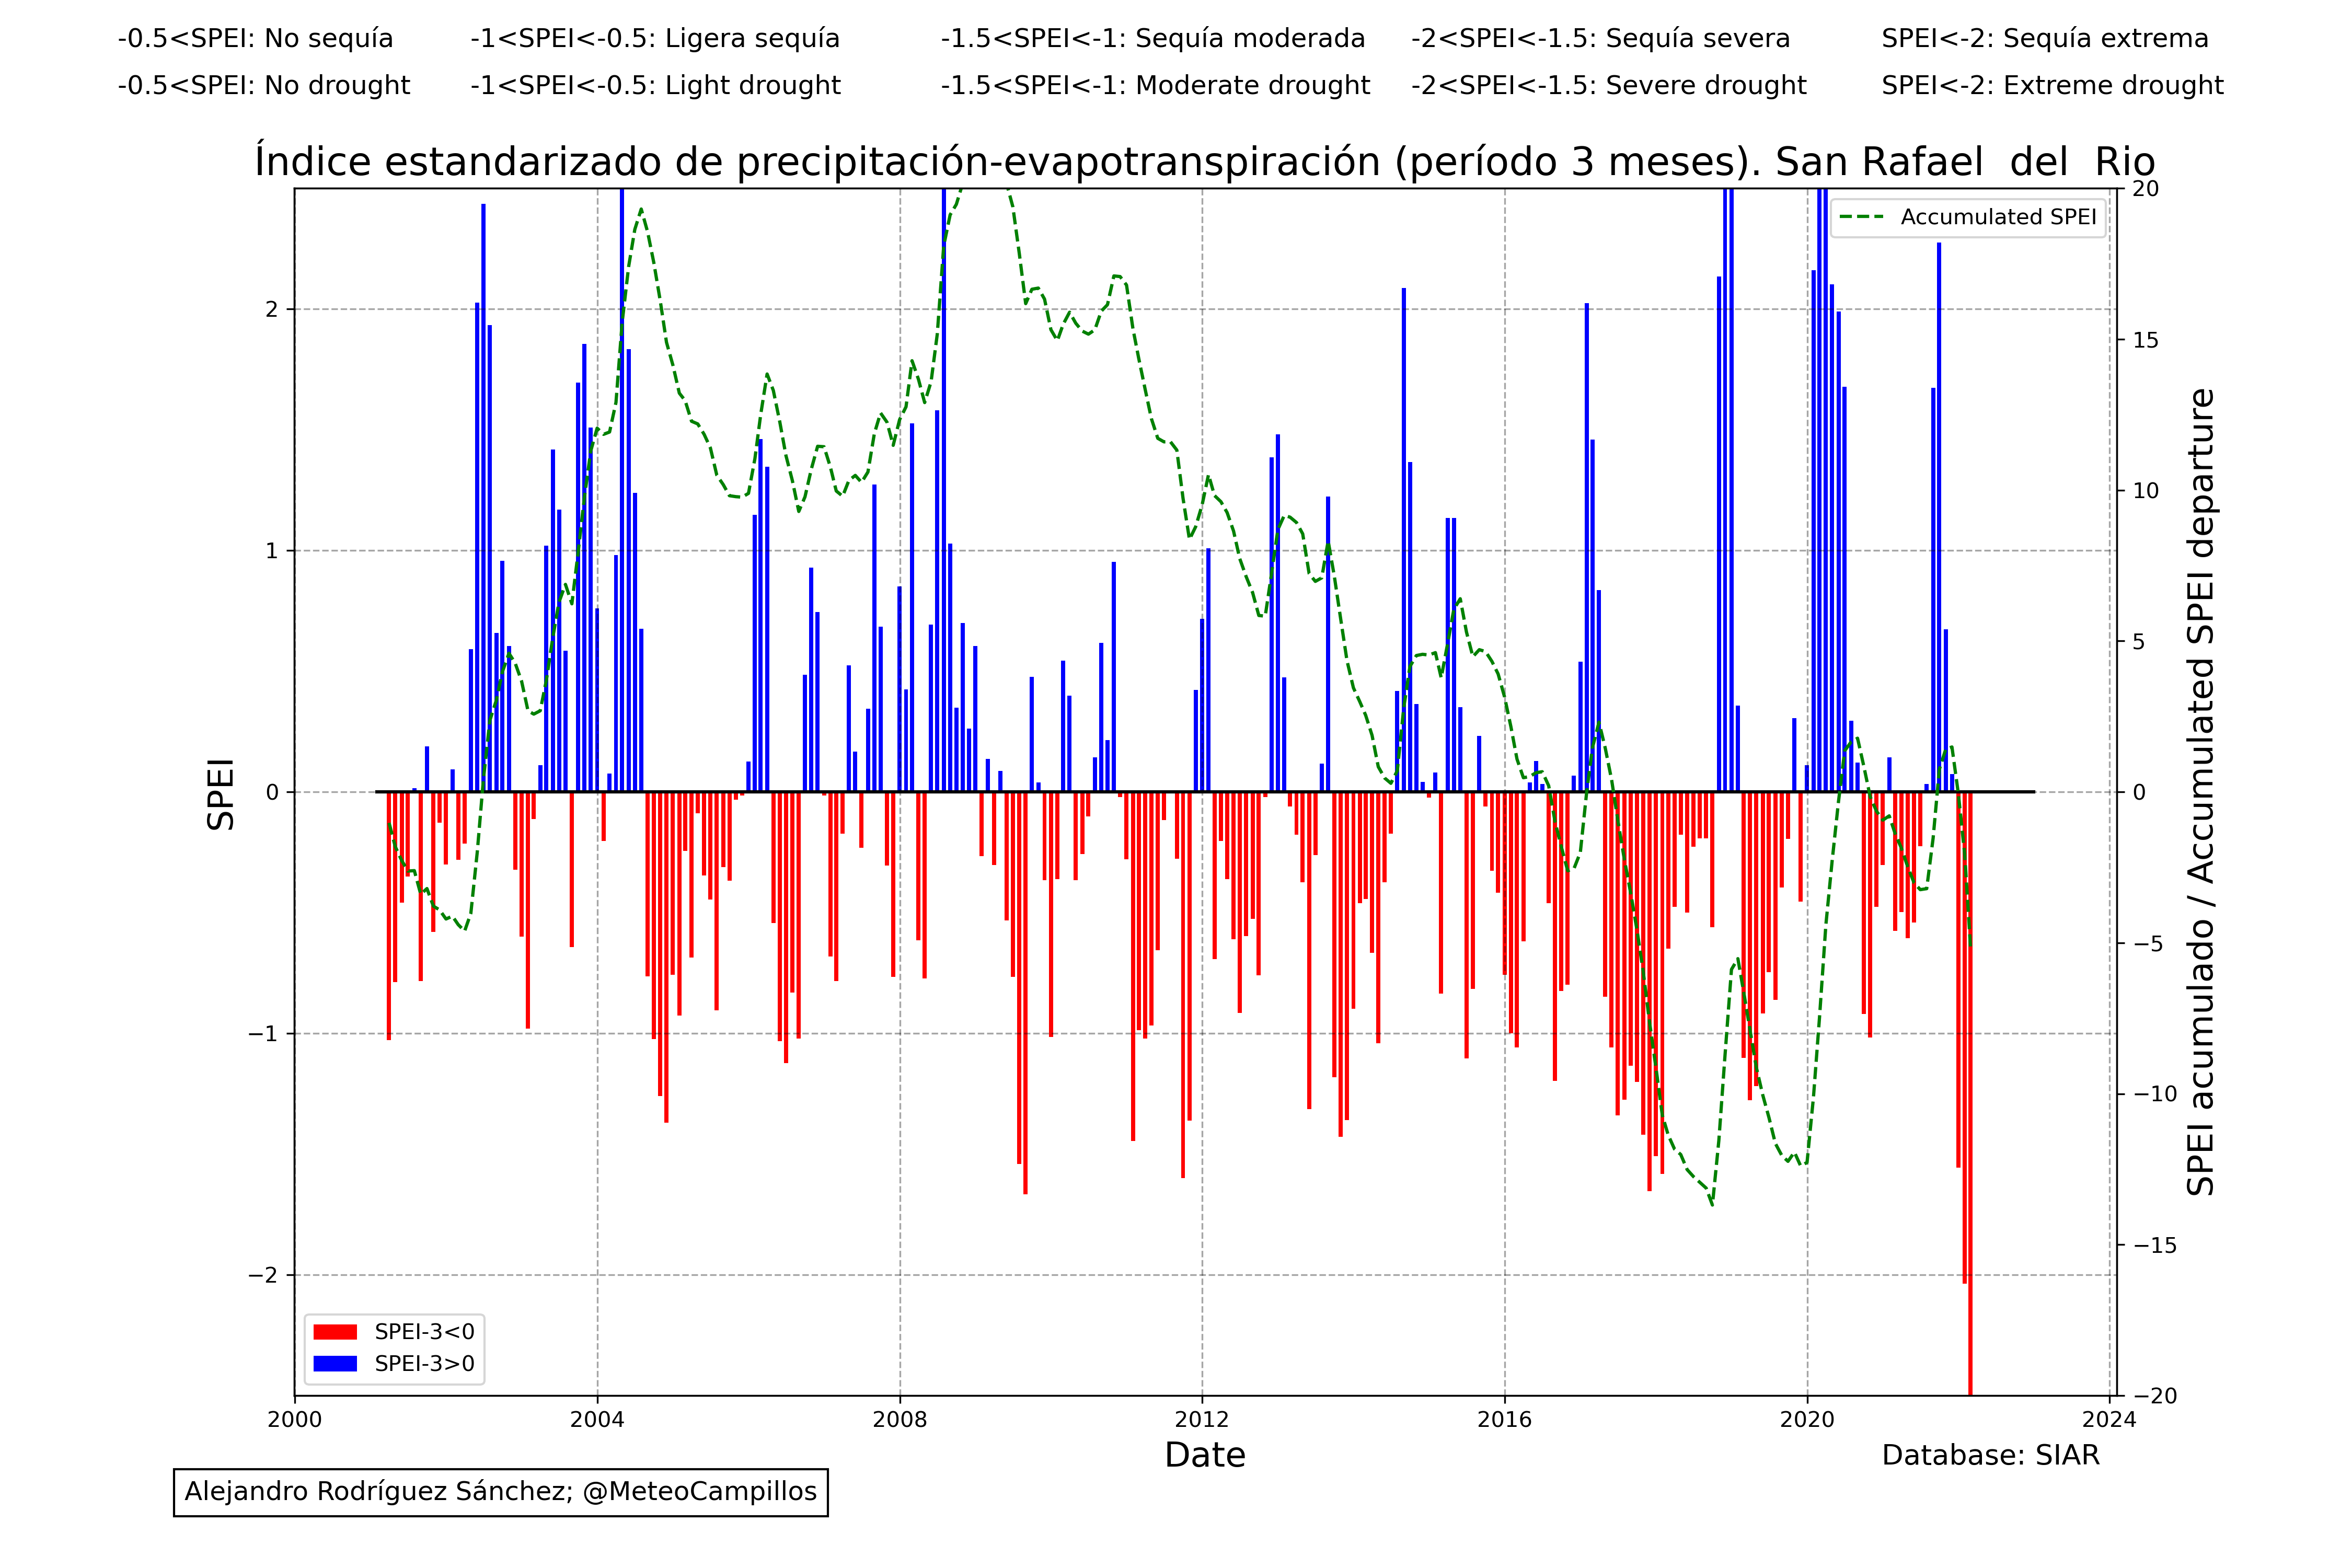 -0.5<SPEI: No sequía -1<SPEI<-0.5: Ligera sequía -1.5<SPEI<-1: Sequía moderada -2<SPEI<-1.5: Sequía severa SPEI<-2: Sequía extrema
-0.5<SPEI: No drought -1<SPEI<-0.5: Light drought -1.5<SPEI<-1: Moderate drought -2<SPEI<-1.5: Severe drought SPEI<-2: Extreme drought
Índice estandarizado de precipitación-evapotranspiración (período 3 meses). San Rafael  del  Rio
SPEI
2
1
0
−1
−2
Accumulated SPEI
20
15
10
5
0
−5
−10
−15
−20
SPEI acumulado / Accumulated SPEI departure
SPEI-3<0
SPEI-3>0
2000 2004 2008 2012 2016 2020 2024
Date
Database: SIAR
Alejandro Rodríguez Sánchez; @MeteoCampillos